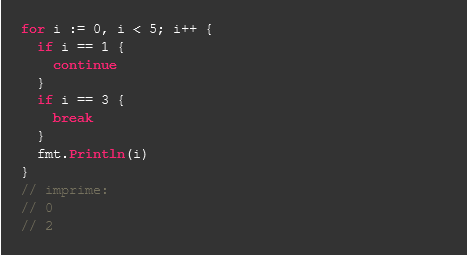 for i := 0, i < 5; i++ {
  if i == 1 {
    continue
  }
  if i == 3 {
    break
  }
  fmt.Println(i)
}
// imprime:
// 0
// 2